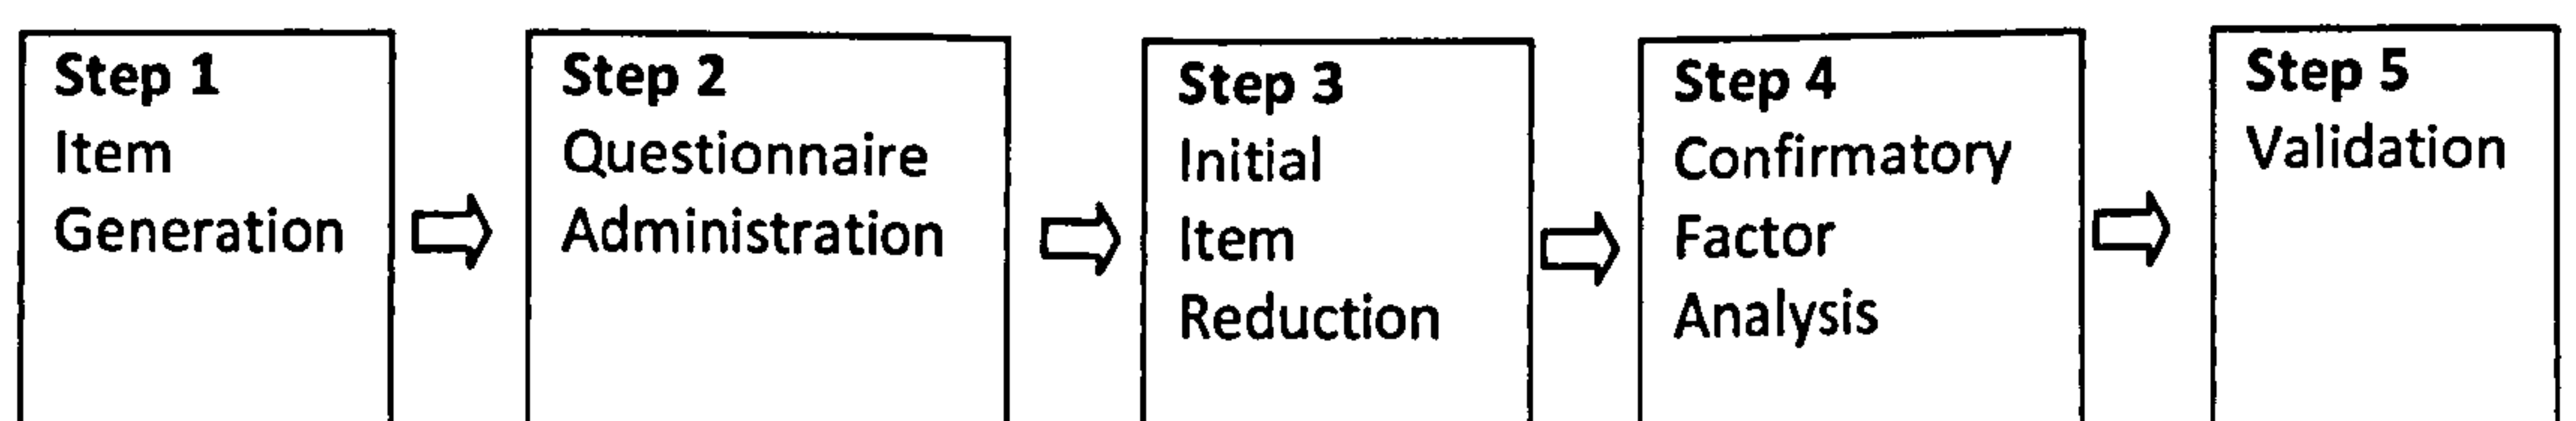 Step 1
Item
Generation
Step 2
Questionnaire
Administration
Step 3
Initial
Item
Reduction
Step 4
Confirmatory
Factor
Analysis
Step 5
Validation